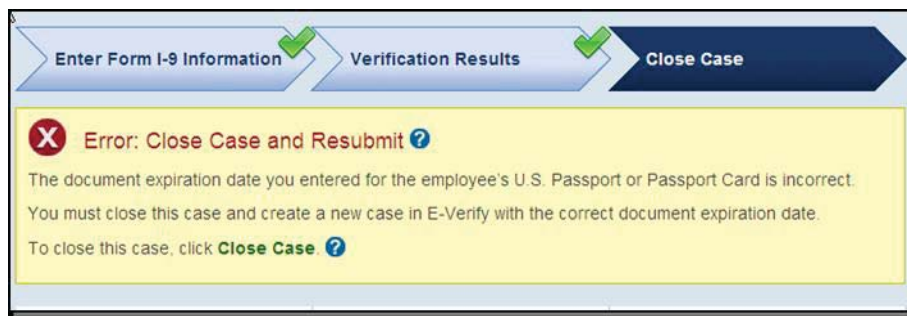 Enter Form I-9 Information
Verification Results
Close Case
Error: Close Case and Resubmit ?
The document expiration date you entered for the employee's U.S. Passport or Passport Card is incorrect.
You must close this case and create a new case in E-Verify with the correct document expiration date.
To close this case, click Close Case. ?